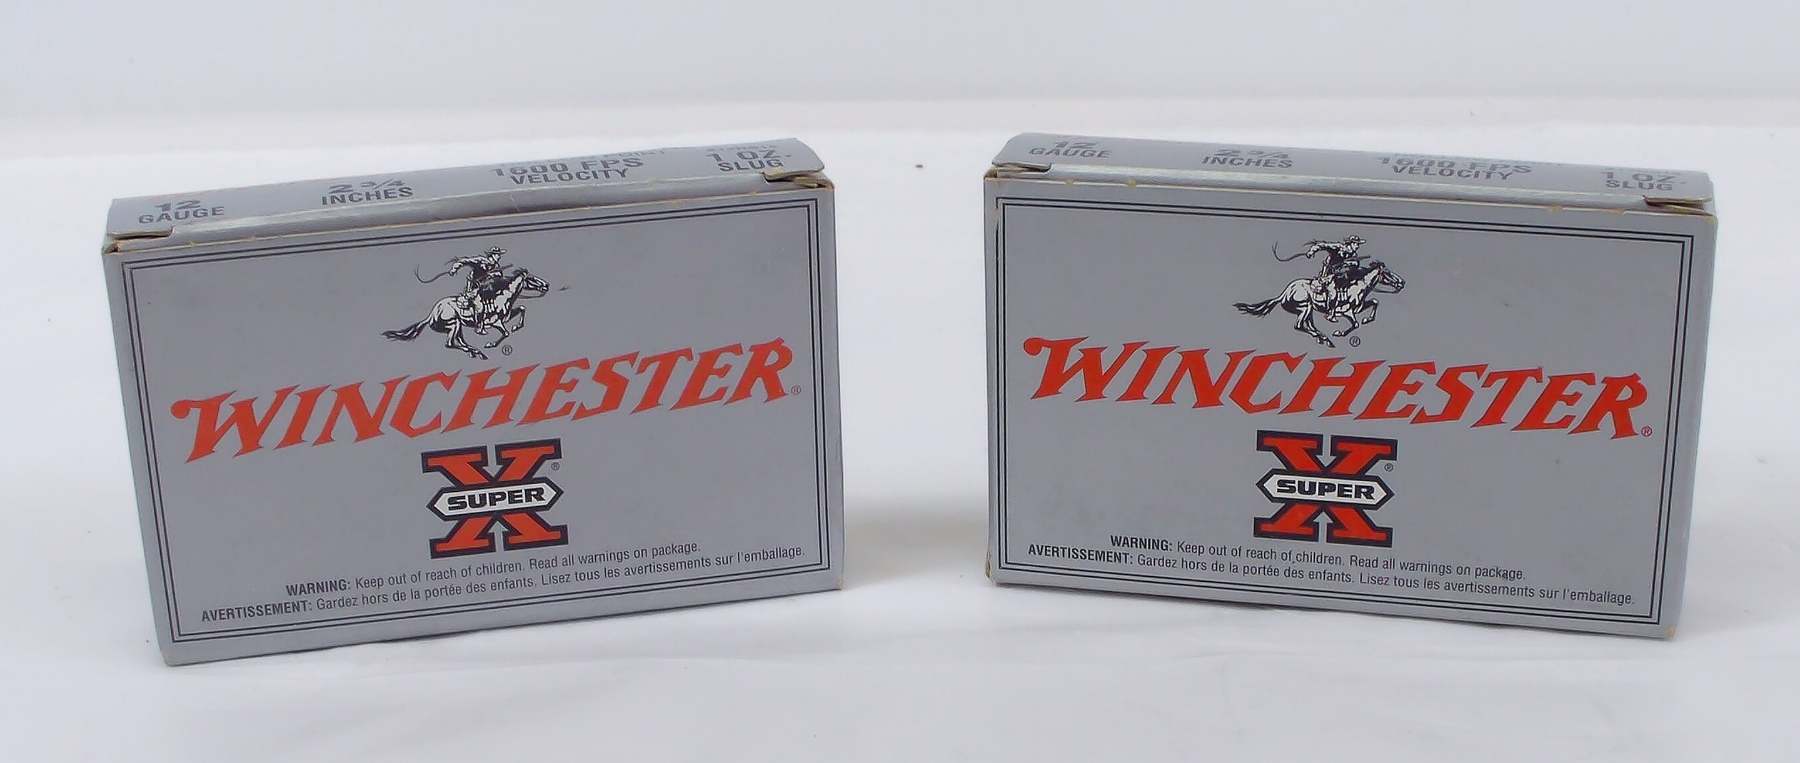 12 GAUGE
2 3/4 INCHES
1600 FPS VELOCITY
1 OZ. SLUG
®
WINCHESTER®
X®
SUPER
WARNING: Keep out of reach of children. Read all warnings on package.
AVERTISSEMENT: Gardez hors de la portée des enfants. Lisez tous les avertissements sur l'emballage.
12 GAUGE
2 3/4 INCHES
1600 FPS VELOCITY
1 OZ. SLUG
®
WINCHESTER®
X®
SUPER
WARNING: Keep out of reach of children. Read all warnings on package.
AVERTISSEMENT: Gardez hors de la portée des enfants. Lisez tous les avertissements sur l'emballage.